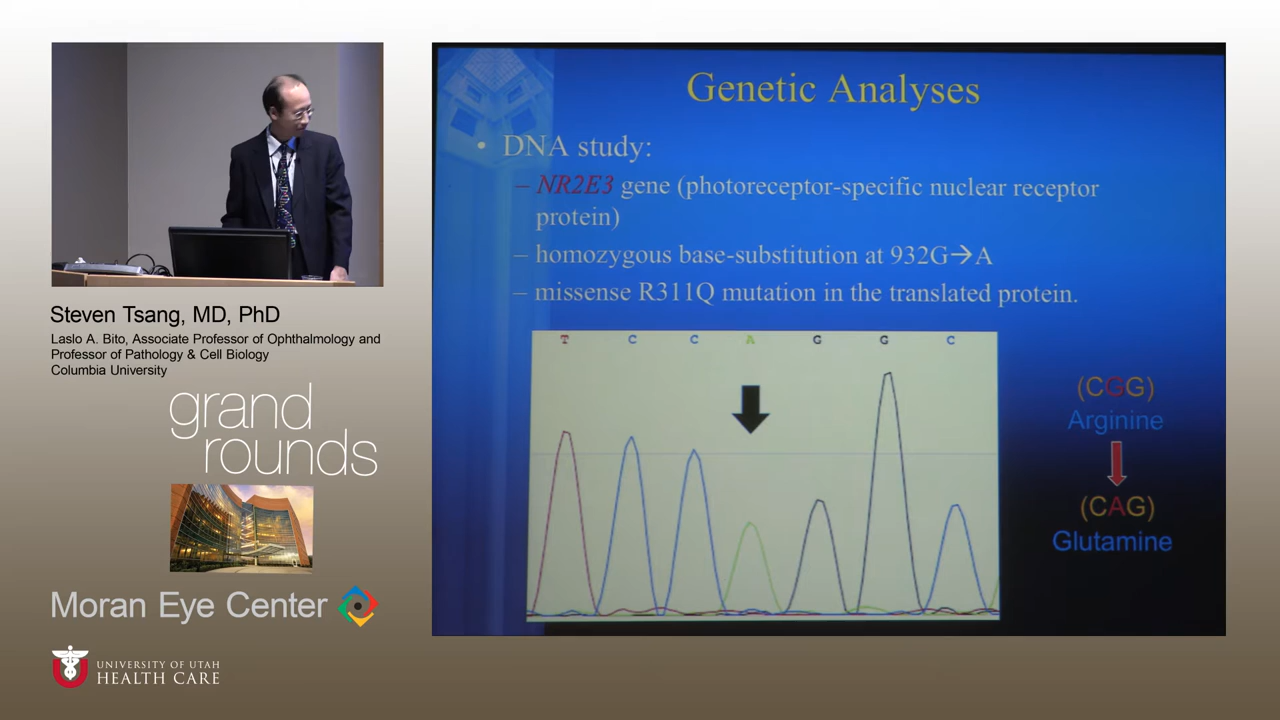 Steven Tsang, MD, PhD
Laslo A. Bito, Associate Professor of Ophthalmology and
Professor of Pathology & Cell Biology
Columbia University
grand
rounds
Moran Eye Center
UNIVERSITY OF UTAH
HEALTH CARE
Genetic Analyses
• DNA study:
– NR2E3 gene (photoreceptor-specific nuclear receptor
protein)
– homozygous base-substitution at 932G→A
– missense R311Q mutation in the translated protein.
T C C A G G C
(CGG)
Arginine
(CAG)
Glutamine